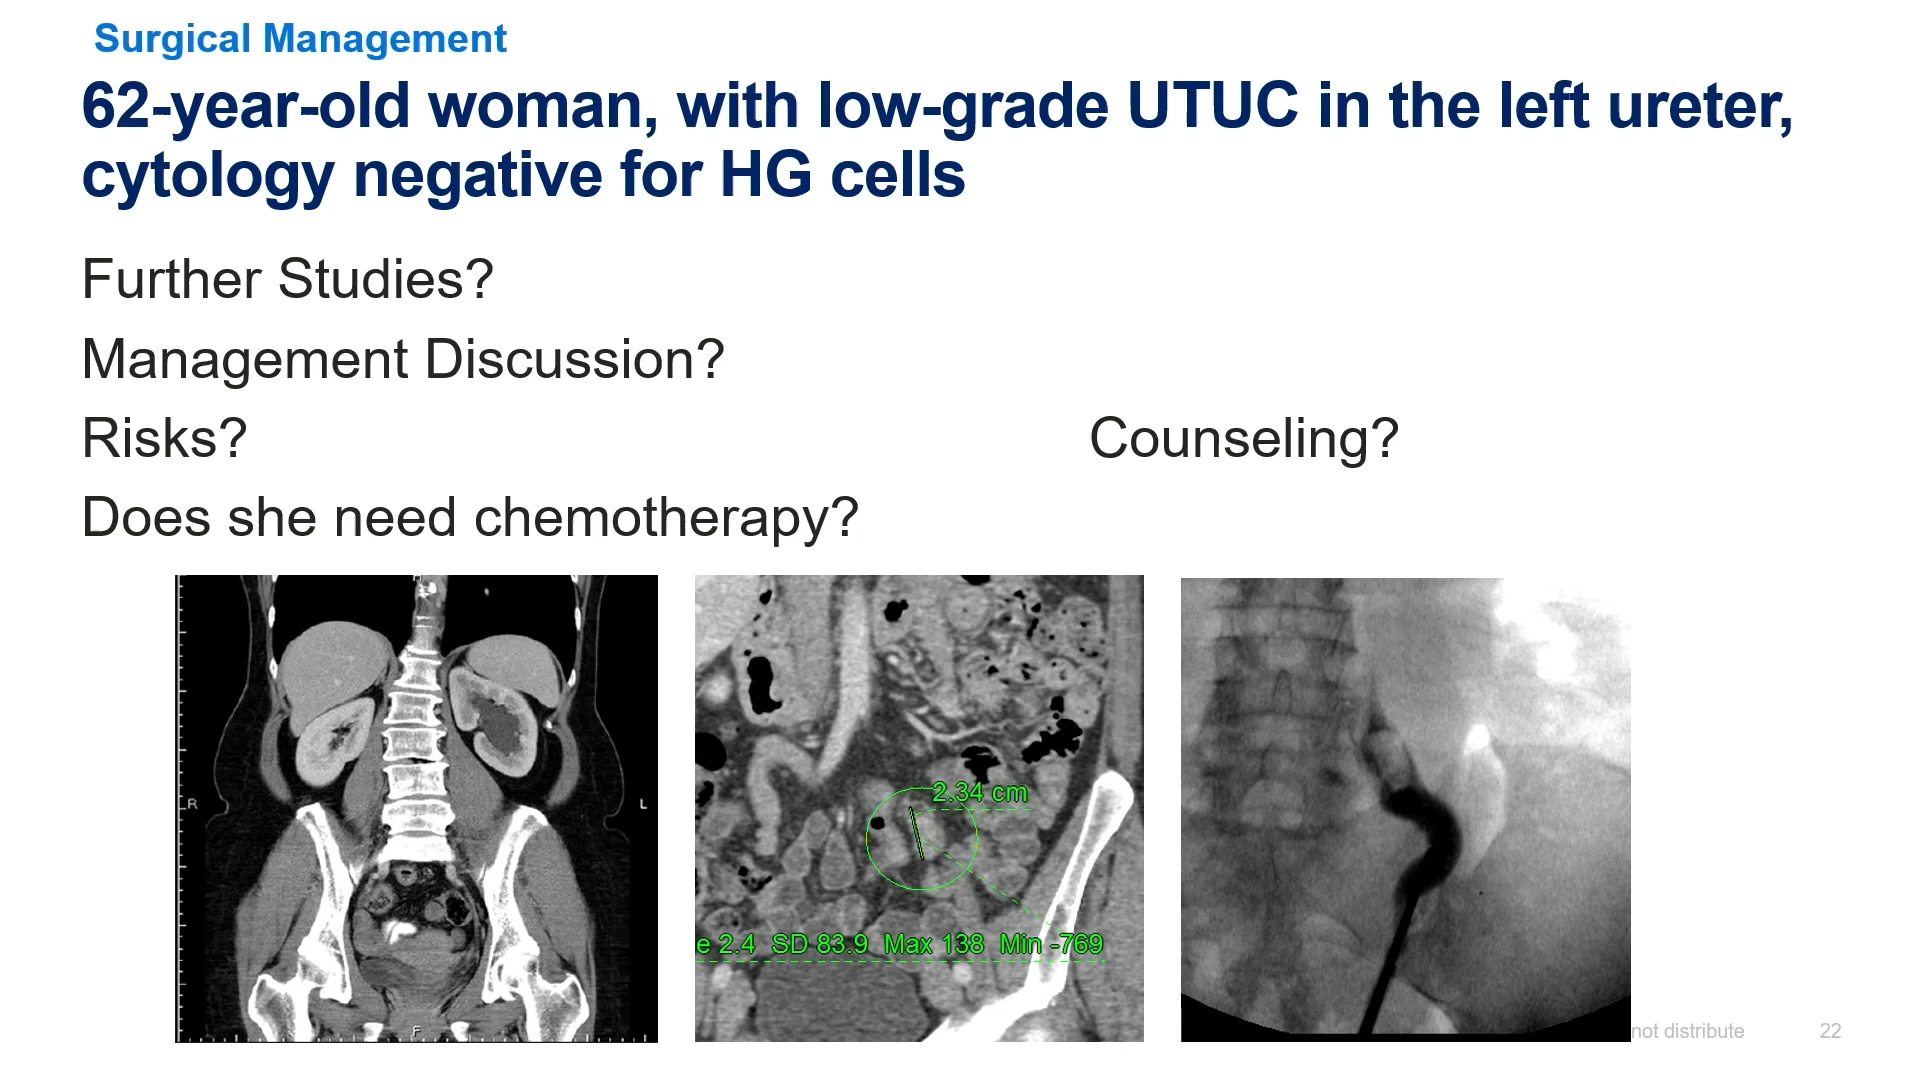 Surgical Management
62-year-old woman, with low-grade UTUC in the left ureter,
cytology negative for HG cells
Further Studies?
Management Discussion?
Risks?
Counseling?
Does she need chemotherapy?
R
L
F
2.34 cm
e 2.4 SD 83.9 Max 138 Min -769
not distribute
22